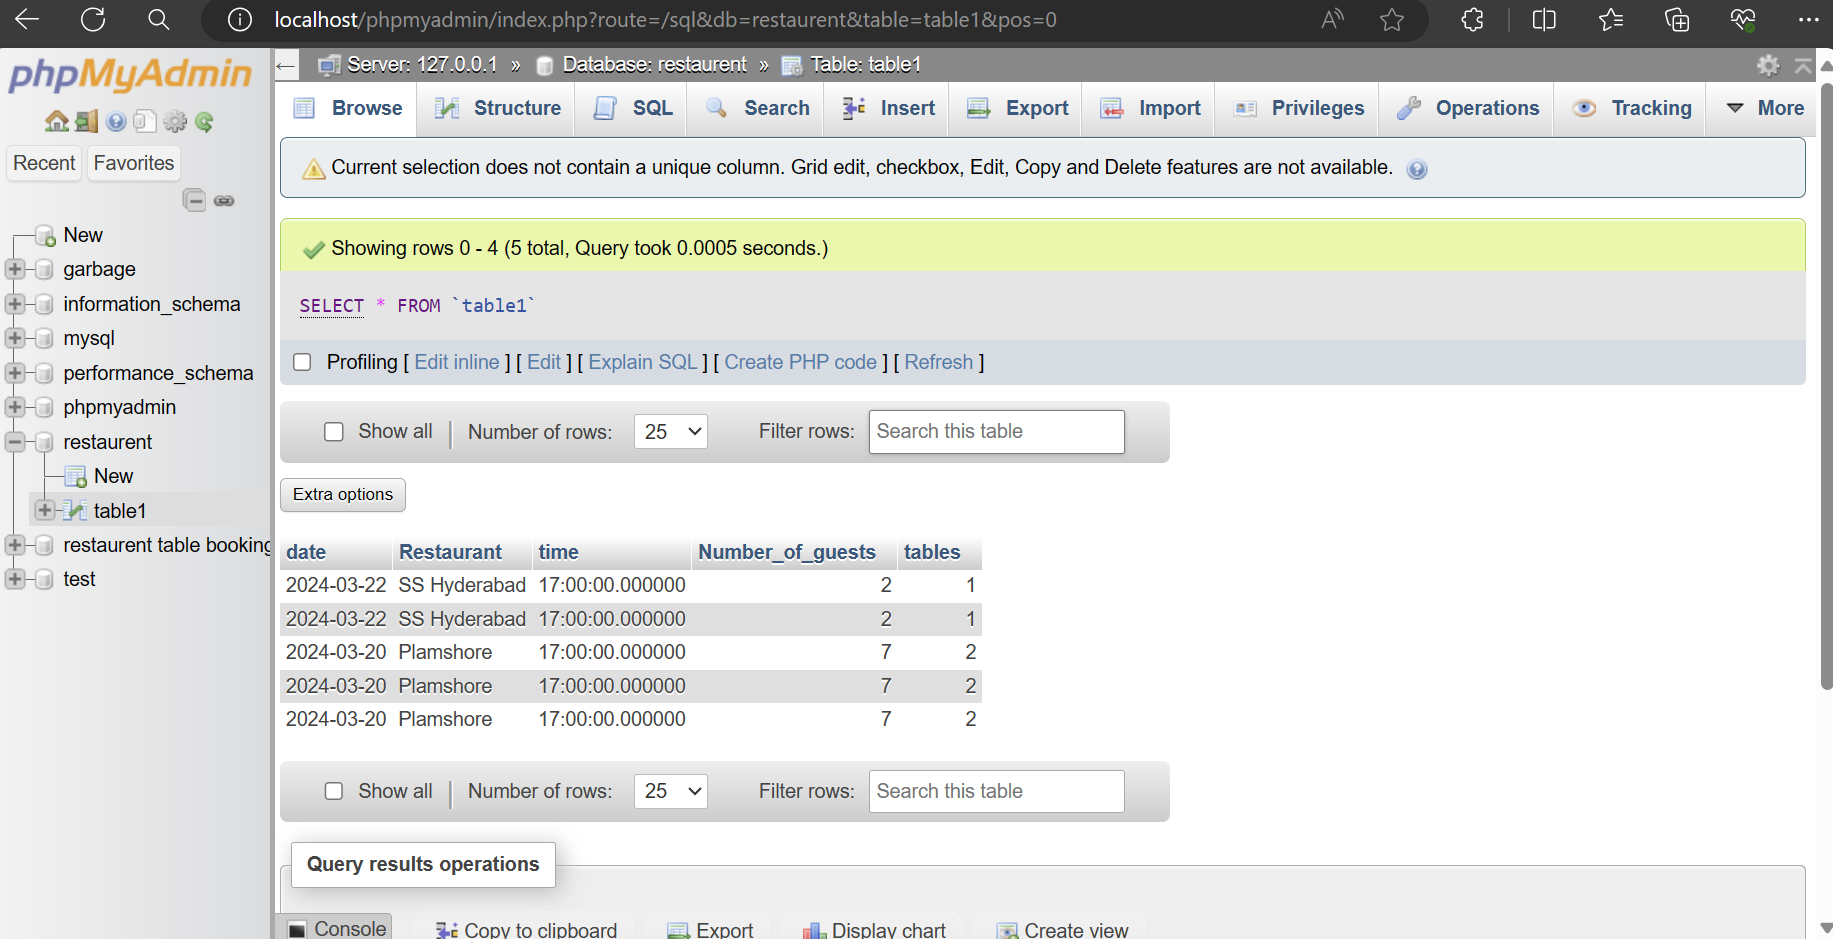 localhost/phpmyadmin/index.php?route=/sql&db=restaurent&table=table1&pos=0
phpMyAdmin
Recent Favorites
New
garbage
information_schema
mysql
performance_schema
phpmyadmin
restaurent
New
table1
restaurent table booking
test
Server: 127.0.0.1 » Database: restaurent » Table: table1
Browse Structure SQL Search Insert Export Import Privileges Operations Tracking More
Current selection does not contain a unique column. Grid edit, checkbox, Edit, Copy and Delete features are not available.
Showing rows 0 - 4 (5 total, Query took 0.0005 seconds.)
SELECT * FROM `table1`
Profiling [ Edit inline ] [ Edit ] [ Explain SQL ] [ Create PHP code ] [ Refresh ]
Show all | Number of rows: 25 Filter rows: Search this table
Extra options
date Restaurant time Number_of_guests tables
2024-03-22 SS Hyderabad 17:00:00.000000 2 1
2024-03-22 SS Hyderabad 17:00:00.000000 2 1
2024-03-20 Plamshore 17:00:00.000000 7 2
2024-03-20 Plamshore 17:00:00.000000 7 2
2024-03-20 Plamshore 17:00:00.000000 7 2
Show all | Number of rows: 25 Filter rows: Search this table
Query results operations
Console Copy to clipboard Export Display chart Create view